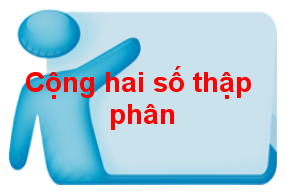 Cộng hai số thập
phân